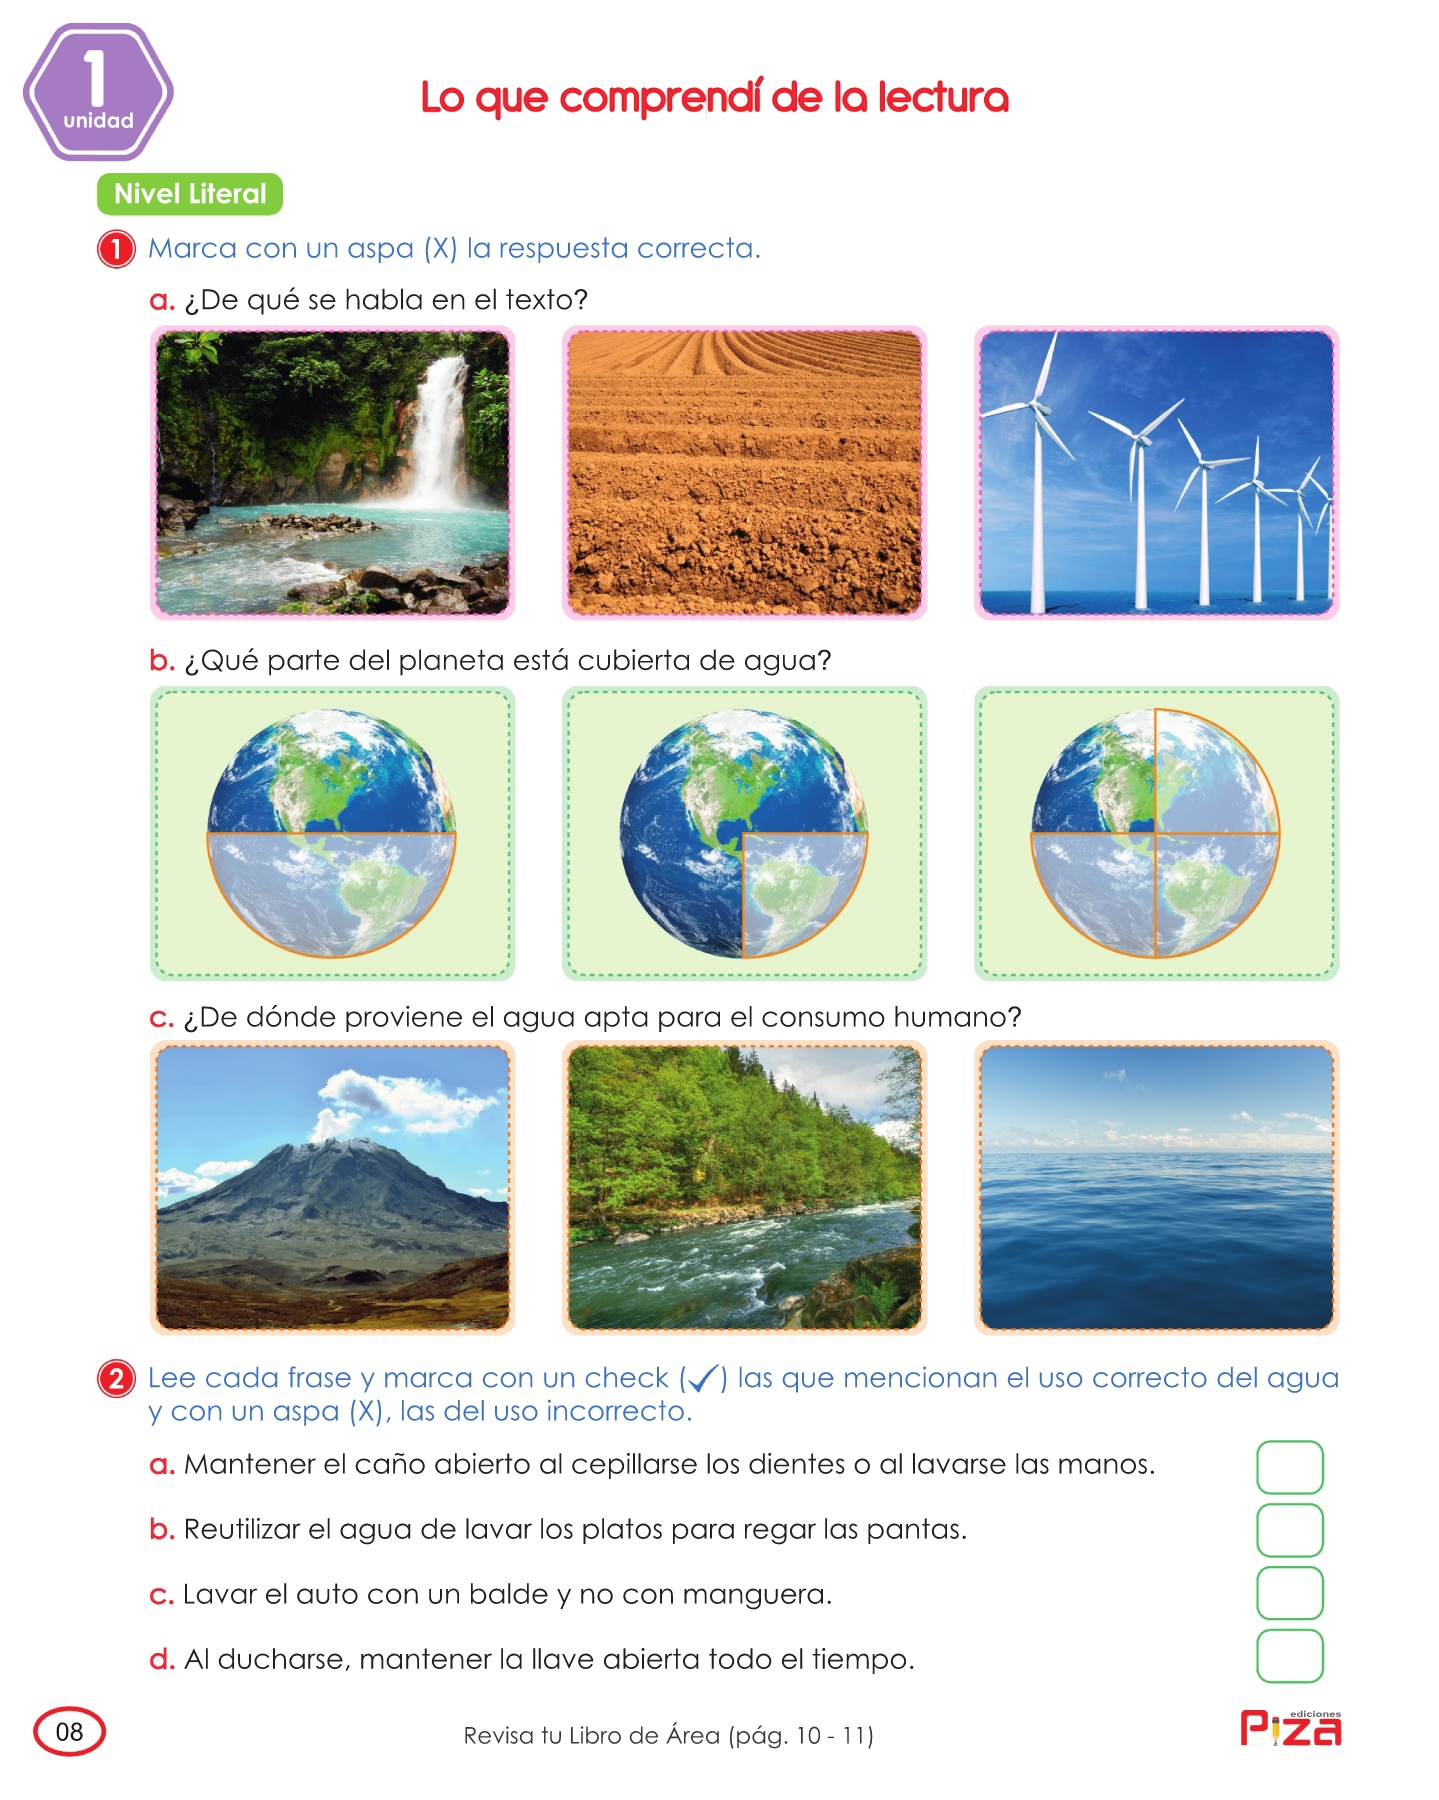 1
unidad
Lo que comprendí de la lectura
Nivel Literal
1 Marca con un aspa (X) la respuesta correcta.
a. ¿De qué se habla en el texto?
b. ¿Qué parte del planeta está cubierta de agua?
c. ¿De dónde proviene el agua apta para el consumo humano?
2 Lee cada frase y marca con un check (✓) las que mencionan el uso correcto del agua
y con un aspa (X), las del uso incorrecto.
a. Mantener el caño abierto al cepillarse los dientes o al lavarse las manos.
b. Reutilizar el agua de lavar los platos para regar las pantas.
c. Lavar el auto con un balde y no con manguera.
d. Al ducharse, mantener la llave abierta todo el tiempo.
08
Revisa tu Libro de Área (pág. 10 - 11)
ediciones
Piza